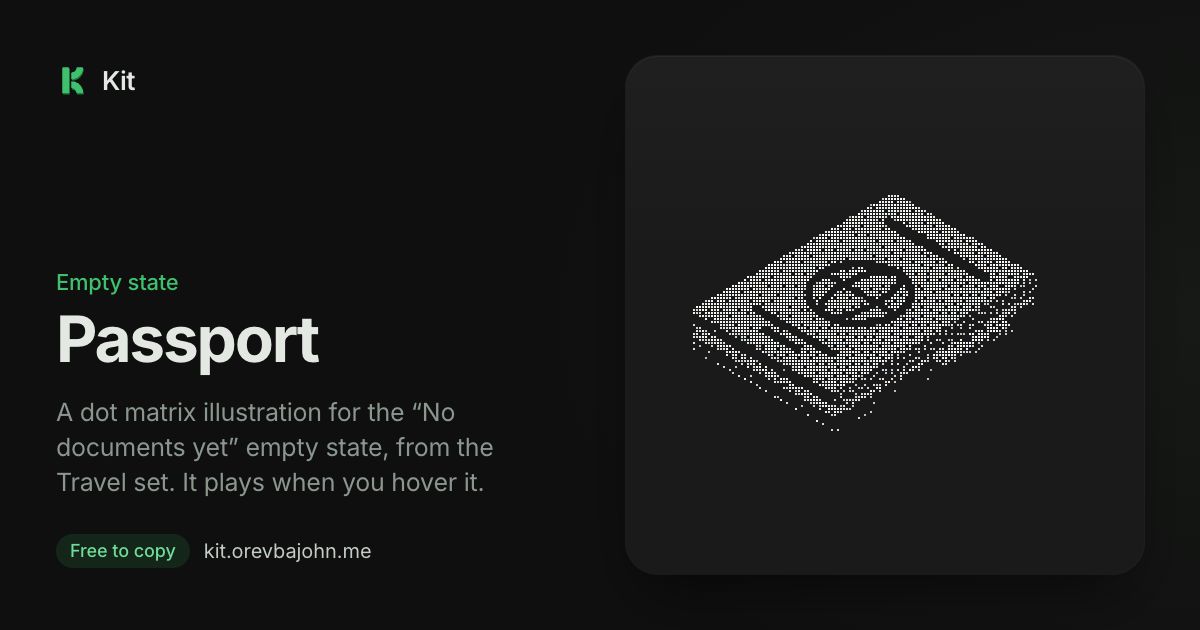 Kit
Empty state
Passport
A dot matrix illustration for the “No
documents yet” empty state, from the
Travel set. It plays when you hover it.
Free to copy
kit.orevbajohn.me